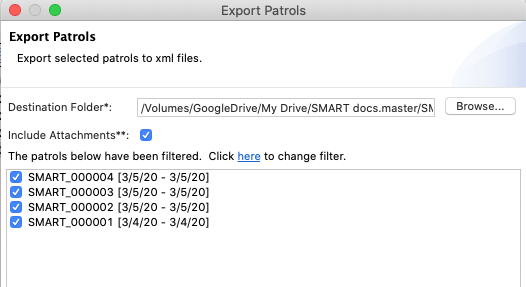 Export Patrols
Export Patrols
Export selected patrols to xml files.
Destination Folder*: /Volumes/GoogleDrive/My Drive/SMART docs.master/SM Browse...
Include Attachments**:
The patrols below have been filtered. Click here to change filter.
SMART_000004 [3/5/20 - 3/5/20]
SMART_000003 [3/5/20 - 3/5/20]
SMART_000002 [3/5/20 - 3/5/20]
SMART_000001 [3/4/20 - 3/4/20]